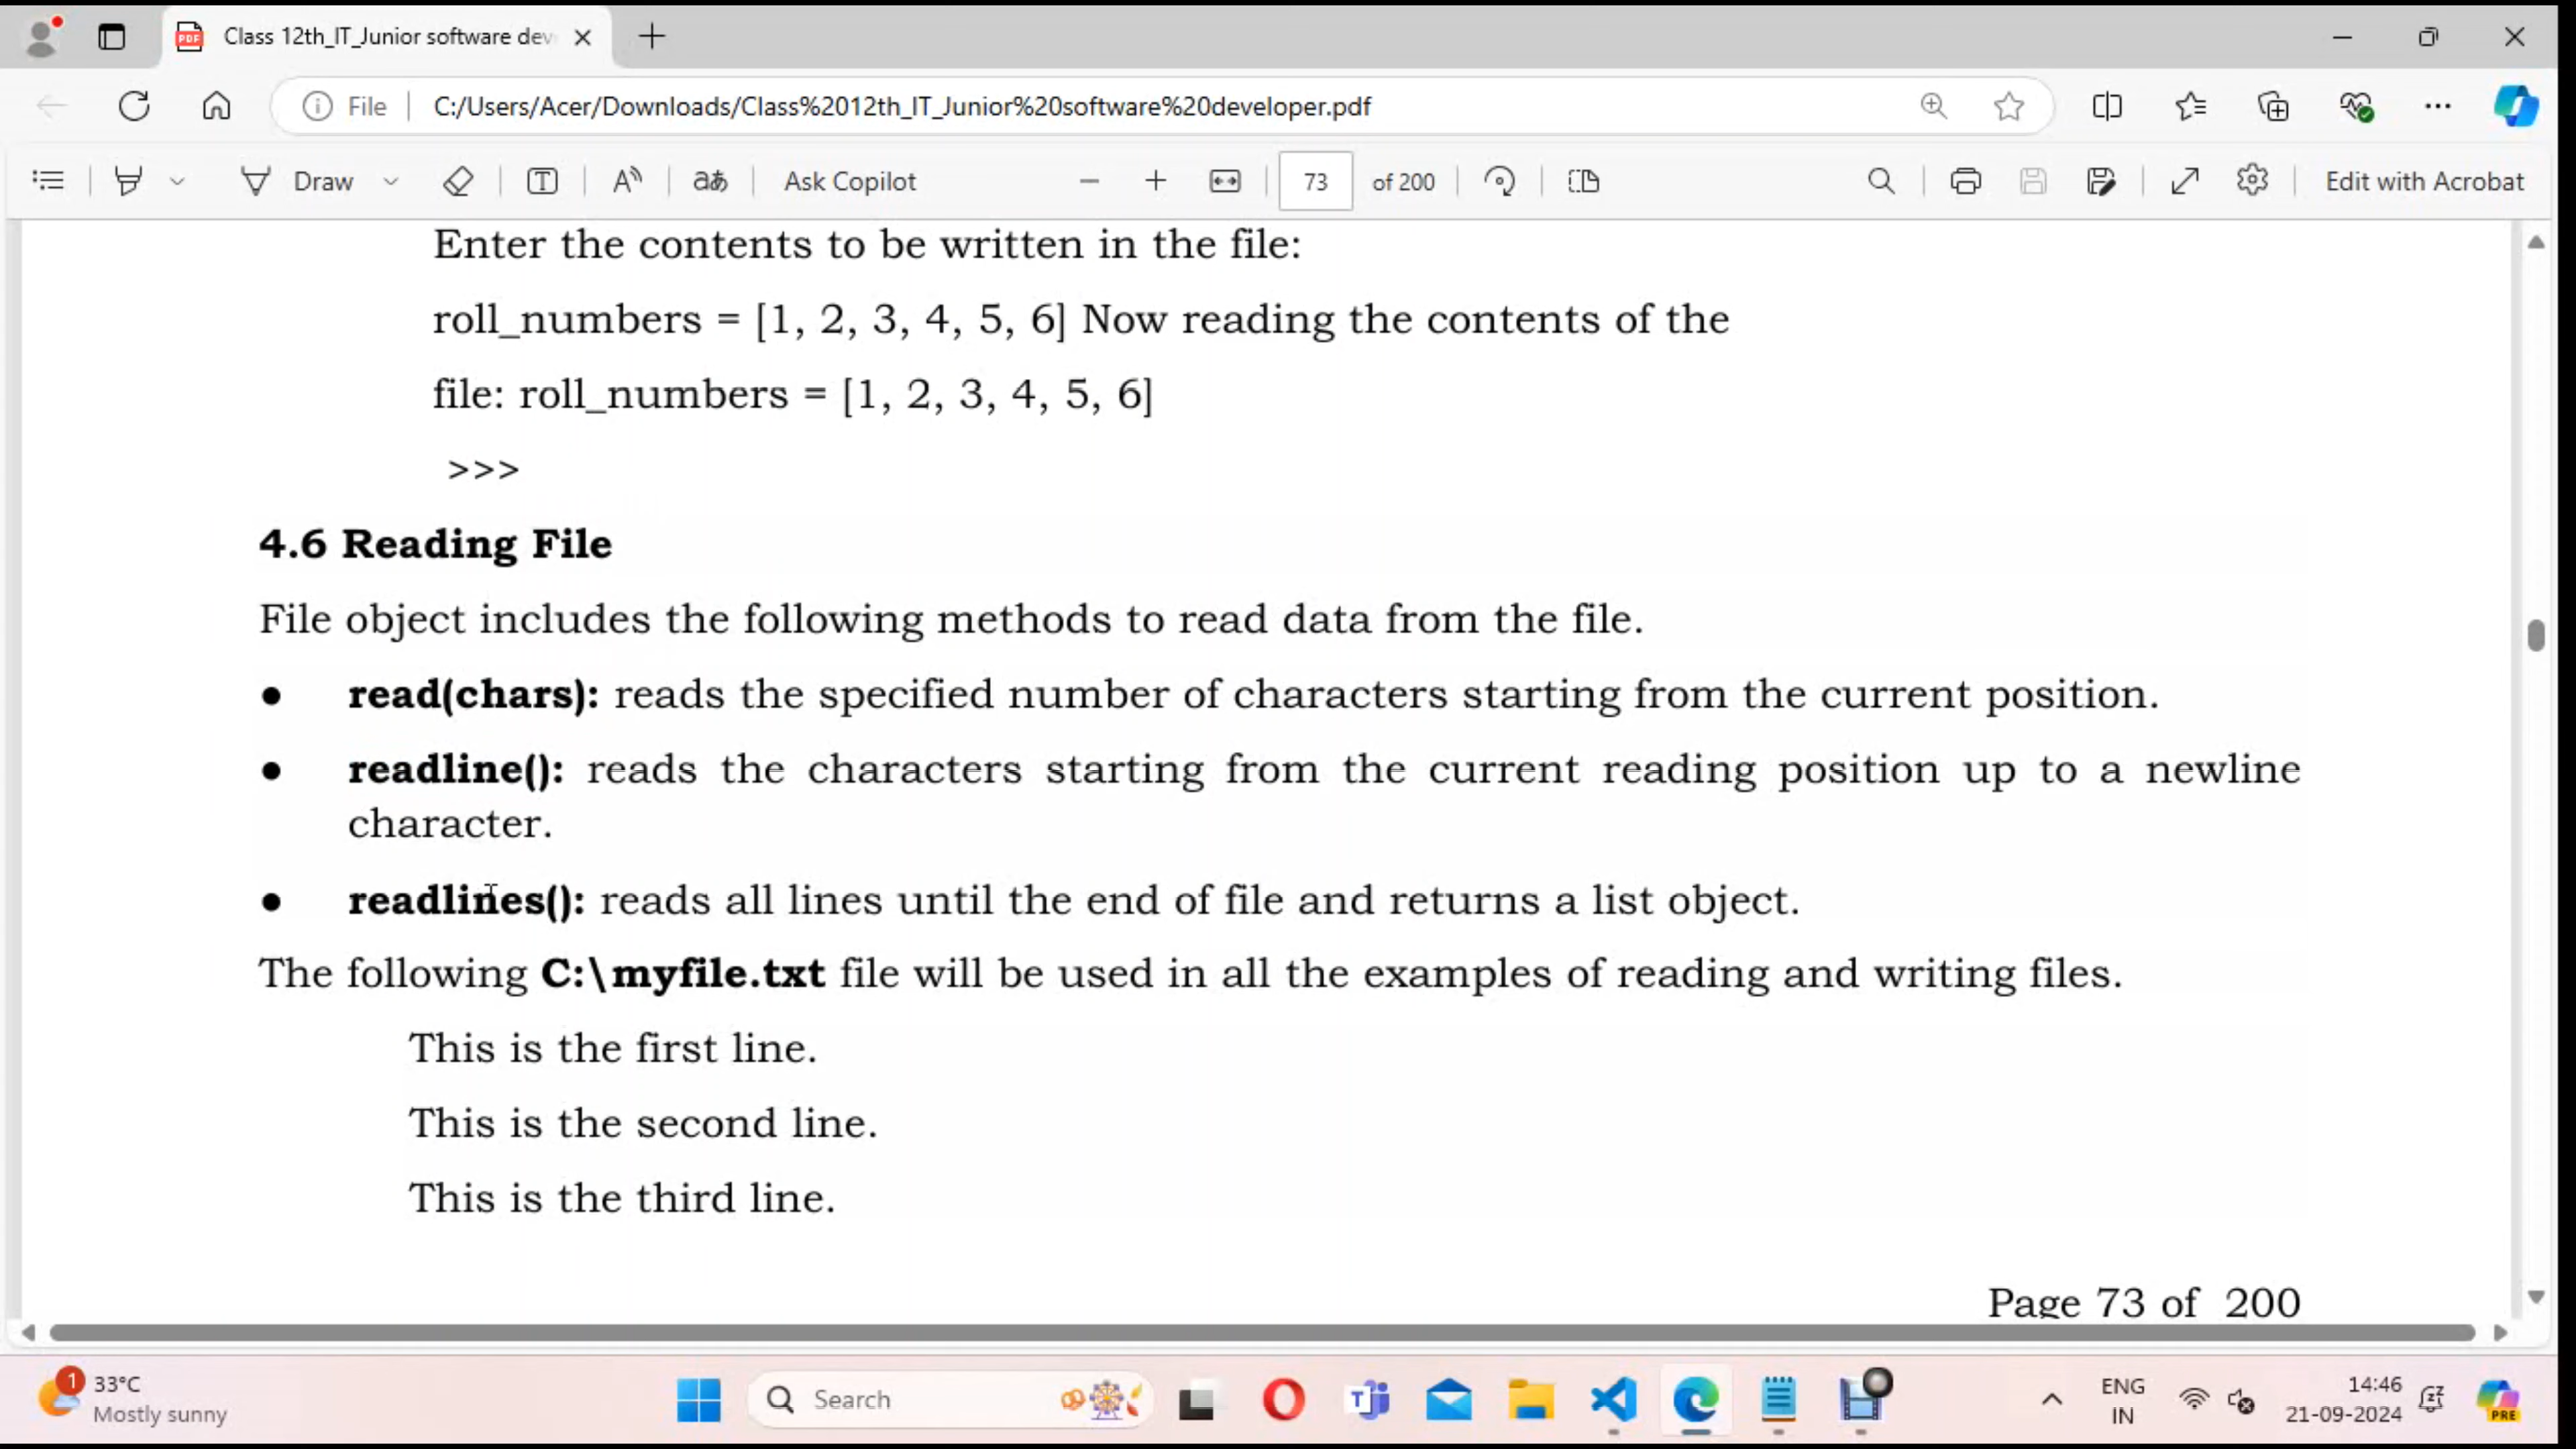 Class 12th_IT_Junior software dev
File
C:/Users/Acer/Downloads/Class%2012th_IT_Junior%20software%20developer.pdf
Draw
Ask Copilot
73 of 200
Edit with Acrobat
Enter the contents to be written in the file:
roll_numbers = [1, 2, 3, 4, 5, 6] Now reading the contents of the
file: roll_numbers = [1, 2, 3, 4, 5, 6]
>>>
4.6 Reading File
File object includes the following methods to read data from the file.
● read(chars): reads the specified number of characters starting from the current position.
● readline(): reads the characters starting from the current reading position up to a newline
character.
● readlines(): reads all lines until the end of file and returns a list object.
The following C:\myfile.txt file will be used in all the examples of reading and writing files.
This is the first line.
This is the second line.
This is the third line.
Page 73 of 200
1
33°C
Mostly sunny
Search
ENG
IN
14:46
21-09-2024
PRE